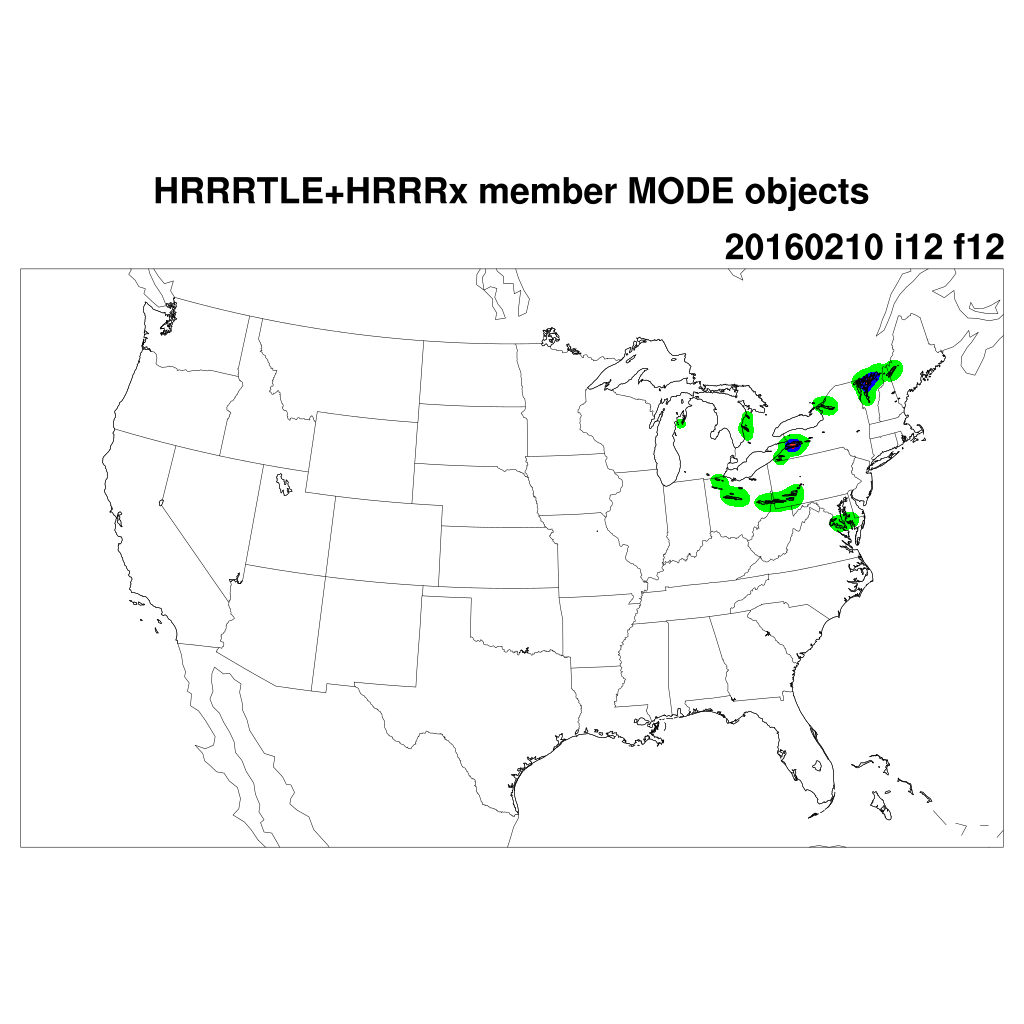 HRRRTLE+HRRRx member MODE objects
20160210 i12 f12